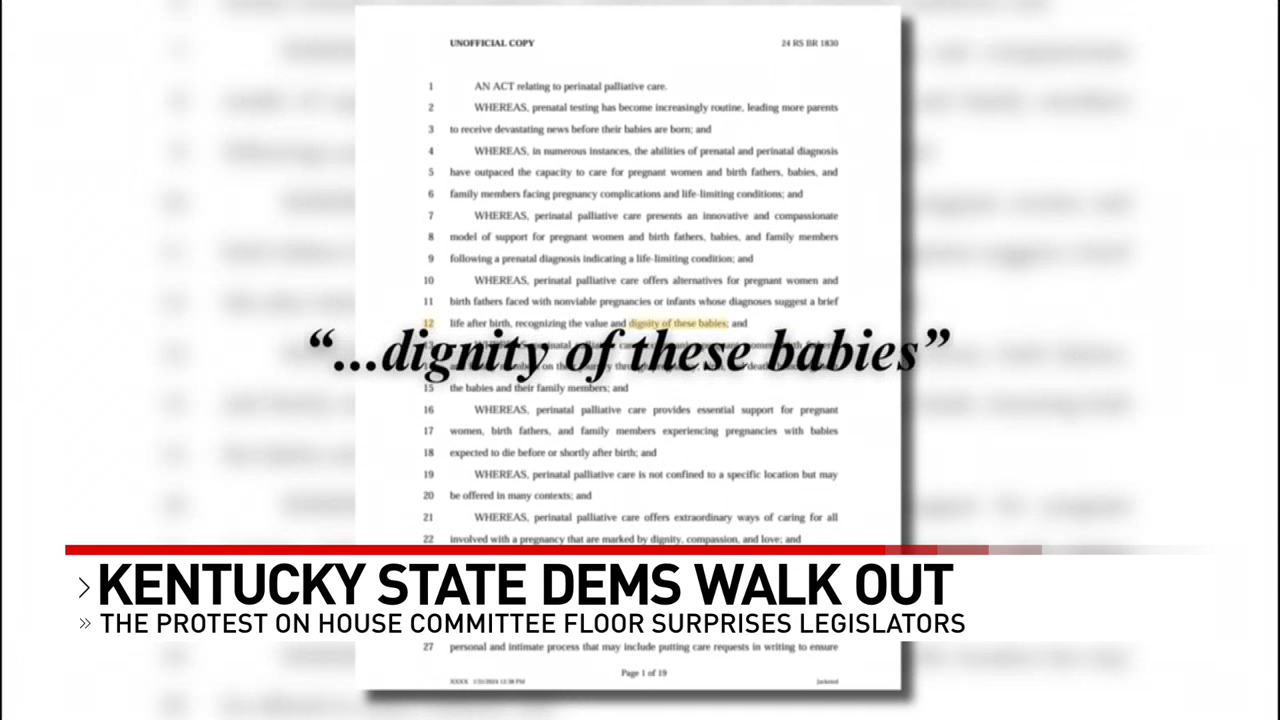 UNOFFICIAL COPY 24 RS BR 1830
1 AN ACT relating to perinatal palliative care.
2 WHEREAS, prenatal testing has become increasingly routine, leading more parents
3 to receive devastating news before their babies are born; and
4 WHEREAS, in numerous instances, the abilities of prenatal and perinatal diagnosis
5 have outpaced the capacity to care for pregnant women and birth fathers, babies, and
6 family members facing pregnancy complications and life-limiting conditions; and
7 WHEREAS, perinatal palliative care presents an innovative and compassionate
8 model of support for pregnant women and birth fathers, babies, and family members
9 following a prenatal diagnosis indicating a life-limiting condition; and
10 WHEREAS, perinatal palliative care offers alternatives for pregnant women and
11 birth fathers faced with nonviable pregnancies or infants whose diagnoses suggest a brief
12 life after birth, recognizing the value and dignity of these babies; and
“...dignity of these babies”
15 the babies and their family members; and
16 WHEREAS, perinatal palliative care provides essential support for pregnant
17 women, birth fathers, and family members experiencing pregnancies with babies
18 expected to die before or shortly after birth; and
19 WHEREAS, perinatal palliative care is not confined to a specific location but may
20 be offered in many contexts; and
21 WHEREAS, perinatal palliative care offers extraordinary ways of caring for all
22 involved with a pregnancy that are marked by dignity, compassion, and love; and
KENTUCKY STATE DEMS WALK OUT
THE PROTEST ON HOUSE COMMITTEE FLOOR SURPRISES LEGISLATORS
27 personal and intimate process that may include putting care requests in writing to ensure
Page 1 of 19
XXXX 1/31/2024 12:38 PM Jacketed